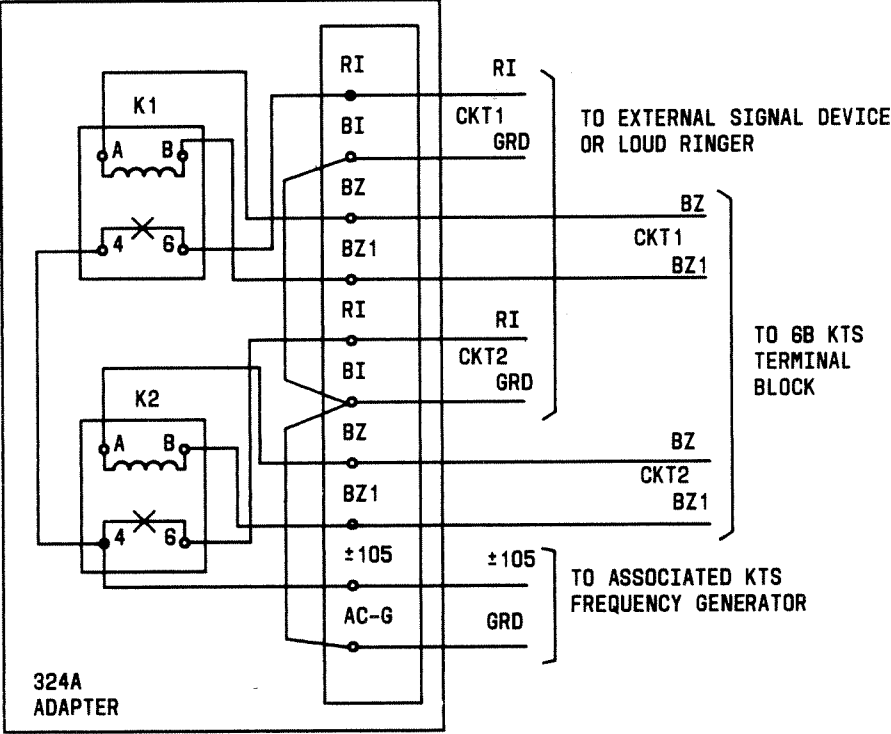 RI
RI
K1
CKT1
BI
TO EXTERNAL SIGNAL DEVICE
OR LOUD RINGER
GRD
A B
BZ
BZ
4 6
BZ1
CKT1
BZ1
RI
RI
TO 6B KTS
TERMINAL
BLOCK
CKT2
BI
GRD
K2
BZ
BZ
A B
CKT2
BZ1
BZ1
4 6
±105
±105
TO ASSOCIATED KTS
FREQUENCY GENERATOR
AC-G
GRD
324A
ADAPTER